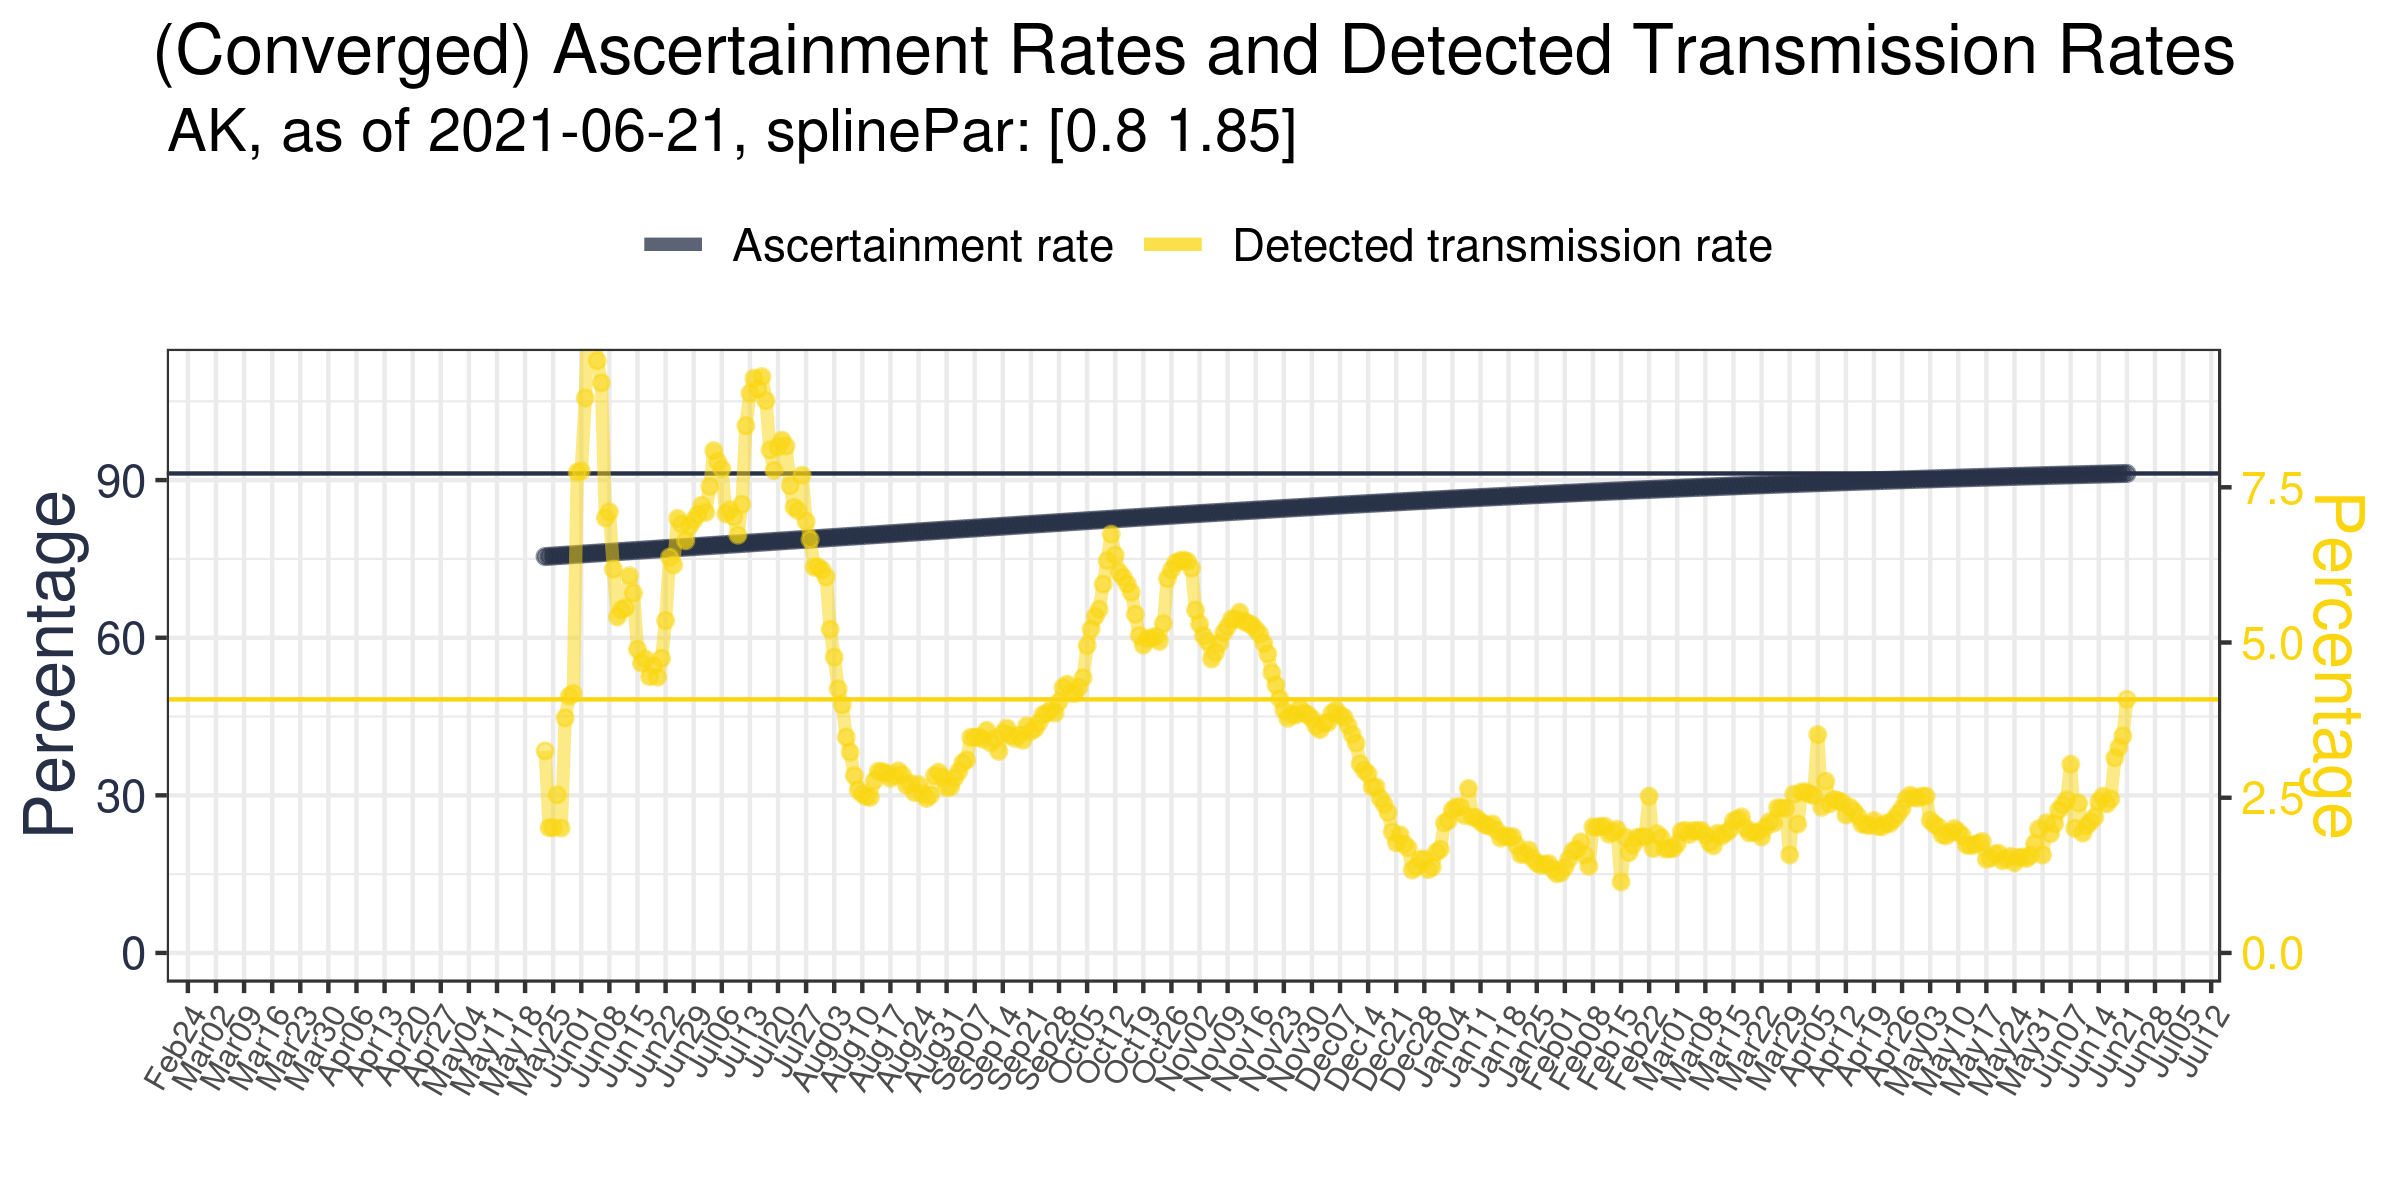 (Converged) Ascertainment Rates and Detected Transmission Rates
AK, as of 2021-06-21, splinePar: [0.8 1.85]
Ascertainment rate
Detected transmission rate
Percentage
90
60
30
0
7.5
5.0
2.5
0.0
Percentage
Feb24
Mar02
Mar09
Mar16
Mar23
Mar30
Apr06
Apr13
Apr20
Apr27
May04
May11
May18
May25
Jun01
Jun08
Jun15
Jun22
Jun29
Jul06
Jul13
Jul20
Jul27
Aug03
Aug10
Aug17
Aug24
Aug31
Sep07
Sep14
Sep21
Sep28
Oct05
Oct12
Oct19
Oct26
Nov02
Nov09
Nov16
Nov23
Nov30
Dec07
Dec14
Dec21
Dec28
Jan04
Jan11
Jan18
Jan25
Feb01
Feb08
Feb15
Feb22
Mar01
Mar08
Mar15
Mar22
Mar29
Apr05
Apr12
Apr19
Apr26
May03
May10
May17
May24
May31
Jun07
Jun14
Jun21
Jun28
Jul05
Jul12